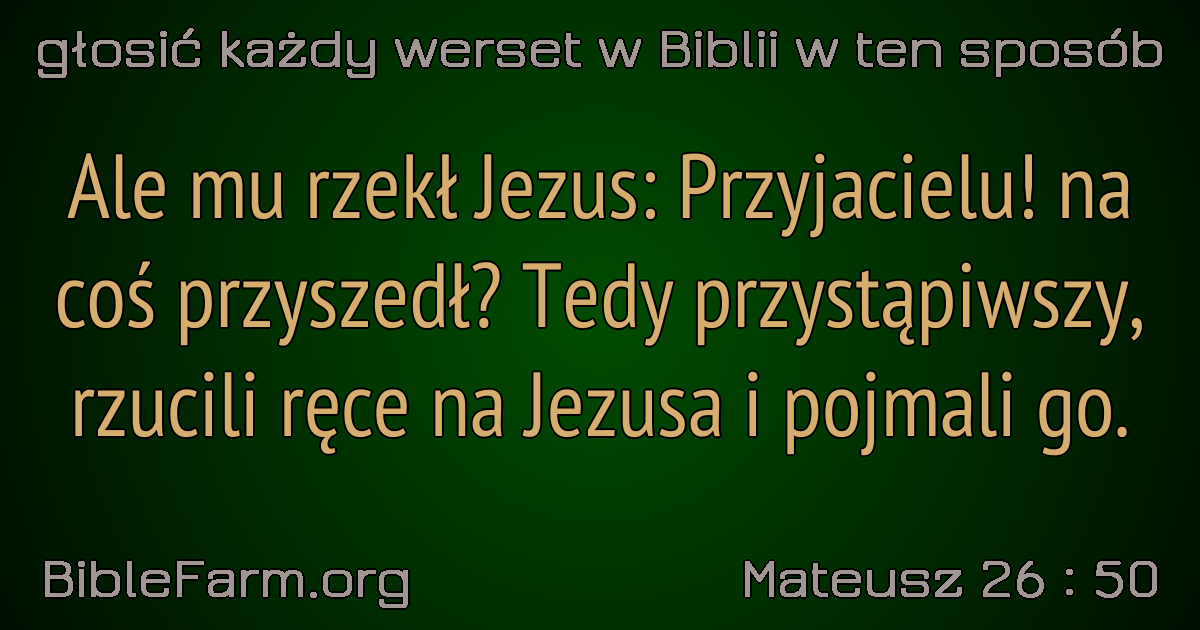 głosić każdy werset w Biblii w ten sposób
Ale mu rzekł Jezus: Przyjacielu! na
coś przyszedł? Tedy przystąpiwszy,
rzucili ręce na Jezusa i pojmali go.
BibleFarm.org
Mateusz 26 : 50